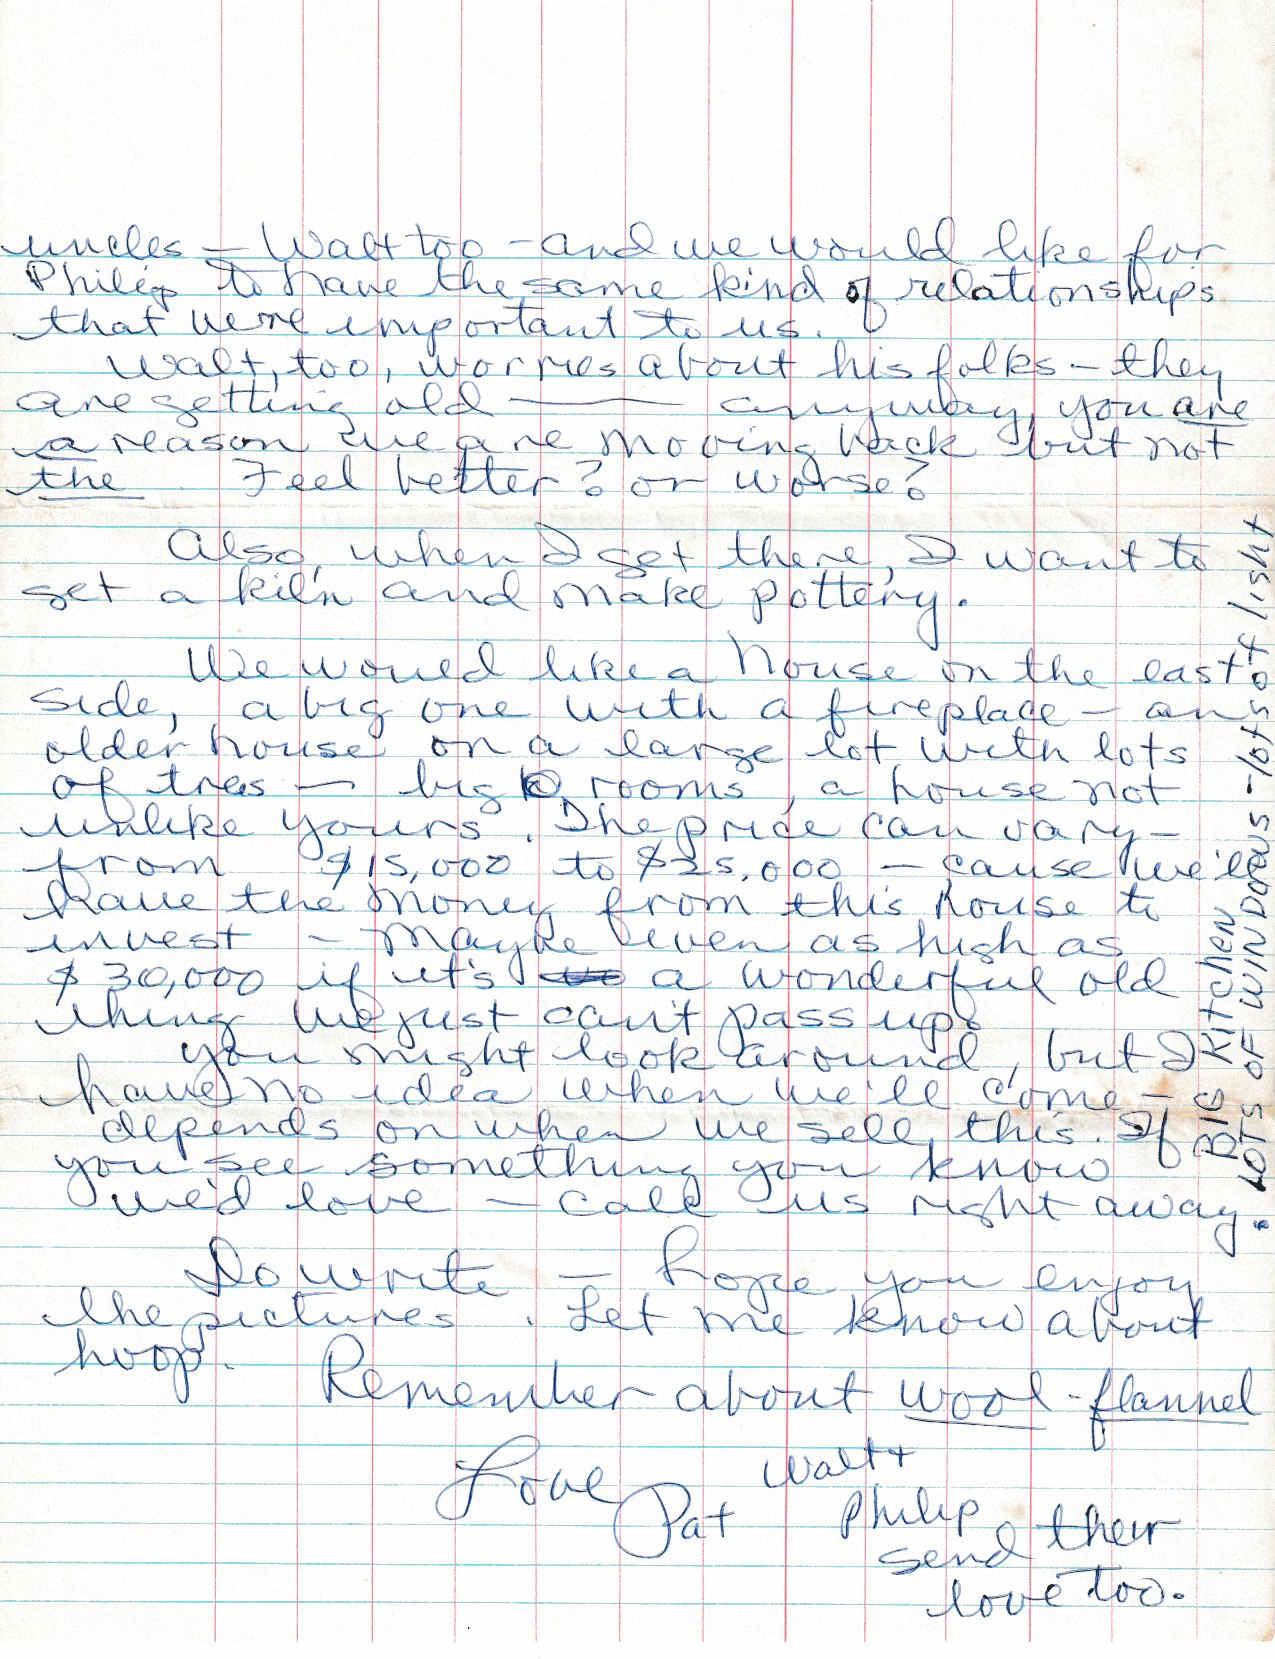 uncles – Walt too – and we would like for
Philip to have the same kind of relationships
that were important to us.
Walt, too, worries about his folks – they
are getting old —— anyway, you are
a reason we are moving back but not
the. Feel better? or worse?
Also, when I get there, I want to
get a kiln and make pottery.
We would like a house on the east
side, a big one with a fireplace – an
older house on a large lot with lots
of trees – big rooms, a house not
unlike yours. The price can vary –
from $15,000 to $25,000 – cause we'll
have the money from this house to
invest – Maybe even as high as
$30,000 if it's a wonderful old
thing we just can't pass up.
You might look around, but I
have no idea when we'll come –
depends on when we sell this. If
you see something you know
we'd love – call us right away.
BIG KITCHEN
LOTS OF WINDOWS – lots of light
Do write – hope you enjoy
the pictures. Let me know about
hoop. Remember about wool-flannel
Love
Pat
Walt +
Philip
send their
love too.